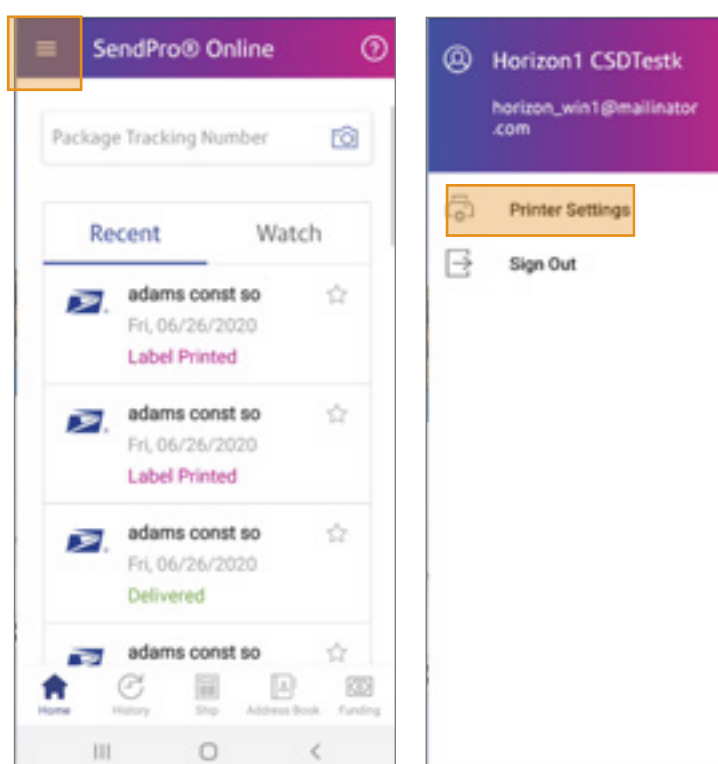 SendPro® Online
Package Tracking Number
Recent Watch
adams const so
Fri, 06/26/2020
Label Printed
adams const so
Fri, 06/26/2020
Label Printed
adams const so
Fri, 06/26/2020
Delivered
adams const so
Home History Ship Address Book Funding
Horizon1 CSDTestk
horizon_win1@mailinator
.com
Printer Settings
Sign Out